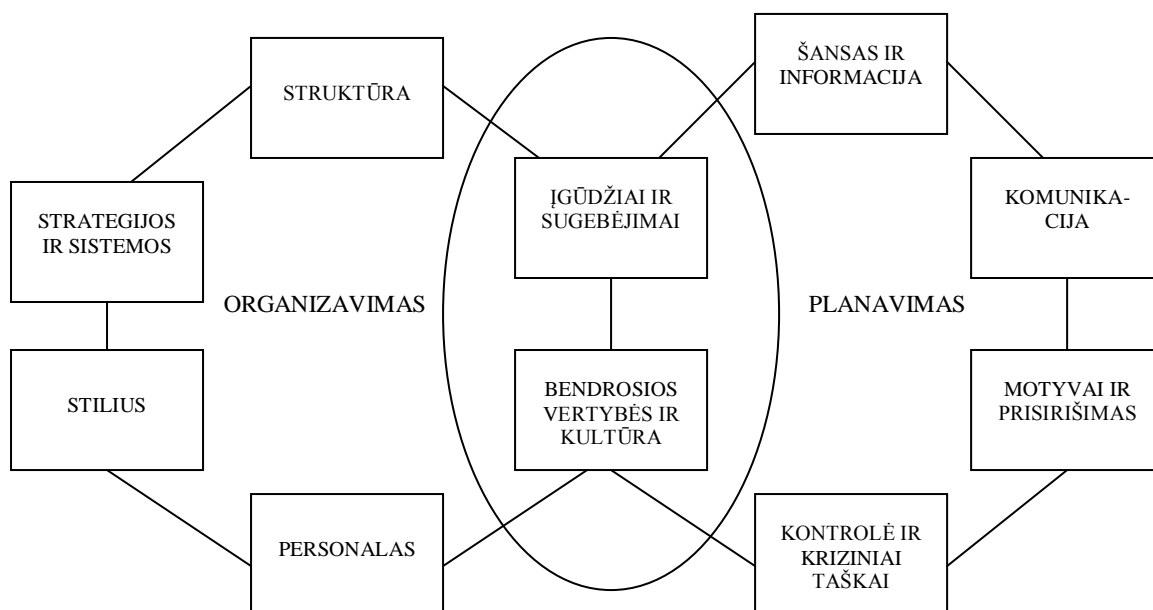 ŠANSAS IR
INFORMACIJA
STRUKTŪRA
ĮGŪDŽIAI IR
SUGEBĖJIMAI
KOMUNIKA-
CIJA
STRATEGIJOS
IR SISTEMOS
ORGANIZAVIMAS
PLANAVIMAS
STILIUS
BENDROSIOS
VERTYBĖS IR
KULTŪRA
MOTYVAI IR
PRISIRIŠIMAS
PERSONALAS
KONTROLĖ IR
KRIZINIAI
TAŠKAI